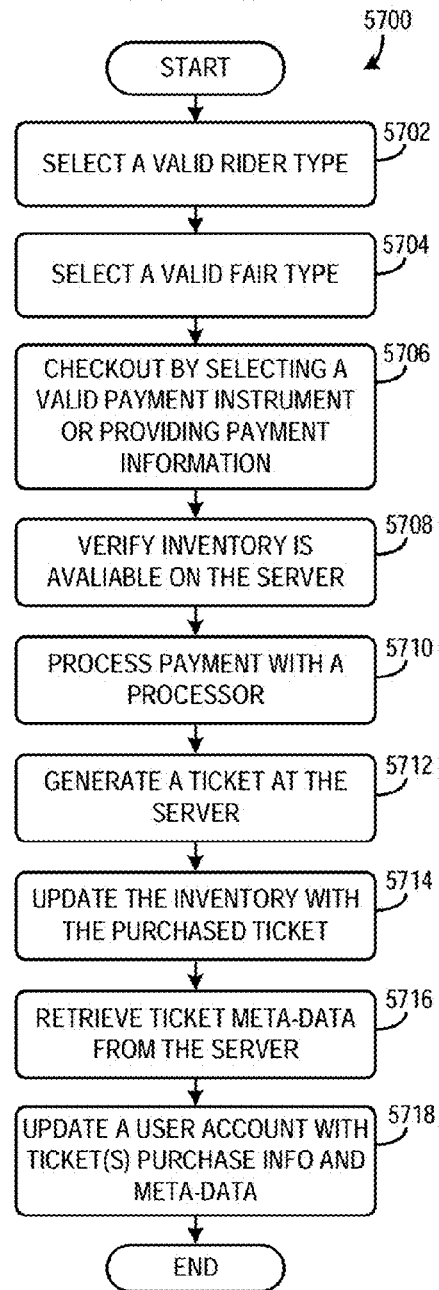 5700
START
5702
SELECT A VALID RIDER TYPE
5704
SELECT A VALID FAIR TYPE
5706
CHECKOUT BY SELECTING A
VALID PAYMENT INSTRUMENT
OR PROVIDING PAYMENT
INFORMATION
5708
VERIFY INVENTORY IS
AVALIABLE ON THE SERVER
5710
PROCESS PAYMENT WITH A
PROCESSOR
5712
GENERATE A TICKET AT THE
SERVER
5714
UPDATE THE INVENTORY WITH
THE PURCHASED TICKET
5716
RETRIEVE TICKET META-DATA
FROM THE SERVER
5718
UPDATE A USER ACCOUNT WITH
TICKET(S) PURCHASE INFO AND
META-DATA
END